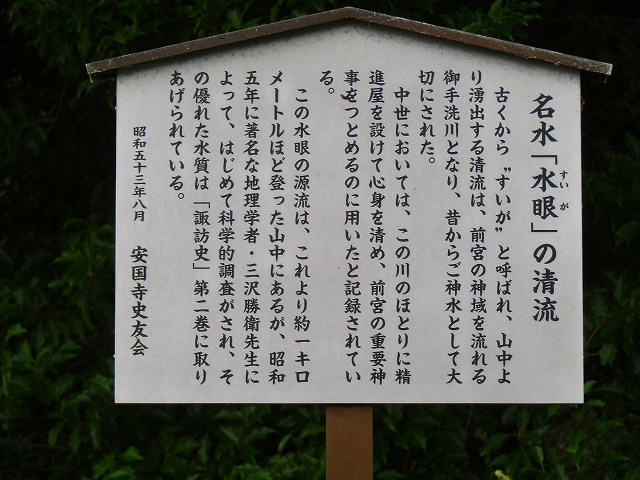 名水「水眼」の清流
すいが
古くから〝すいが〟と呼ばれ、山中よ
り湧出する清流は、前宮の神域を流れる
御手洗川となり、昔からご神水として大
切にされた。
中世においては、この川のほとりに精
進屋を設けて心身を清め、前宮の重要神
事をつとめるのに用いたと記録されてい
る。
この水眼の源流は、これより約一キロ
メートルほど登った山中にあるが、昭和
五年に著名な地理学者・三沢勝衛先生に
よって、はじめて科学的調査がされ、そ
の優れた水質は「諏訪史」第二巻に取り
あげられている。
昭和五十三年八月 安国寺史友会